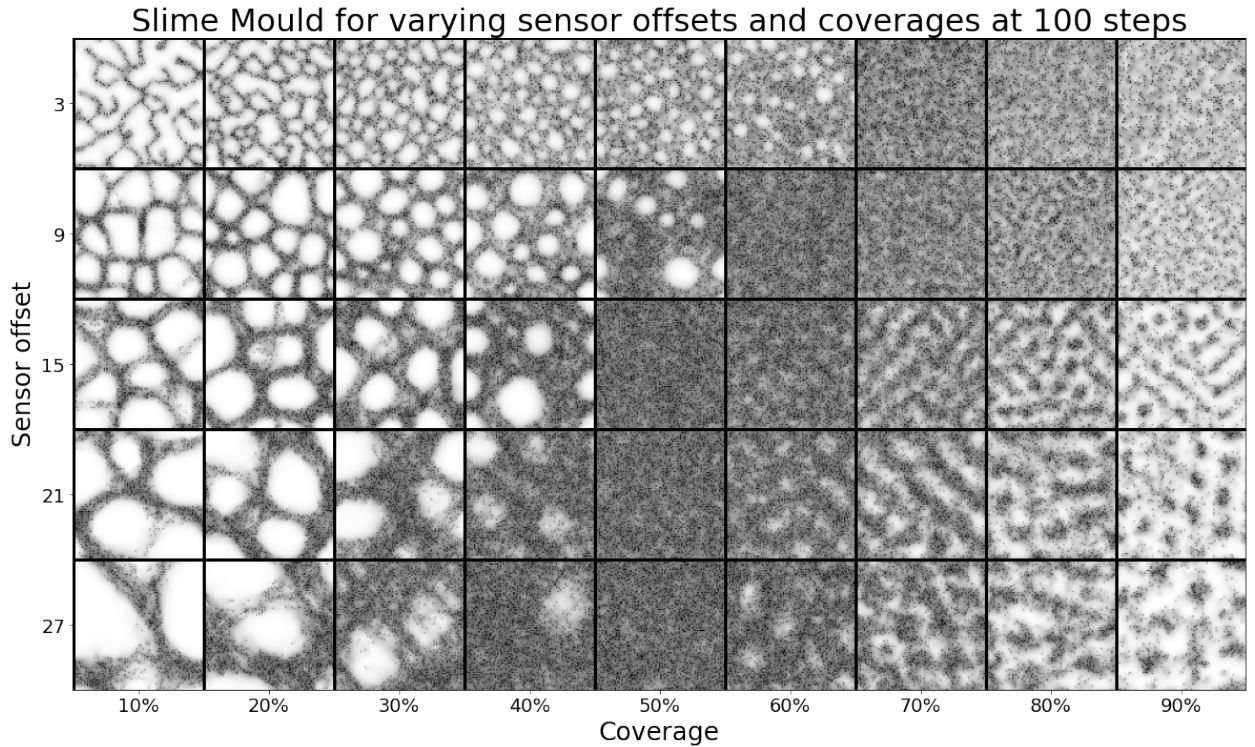 Slime Mould for varying sensor offsets and coverages at 100 steps
Sensor offset
3
9
15
21
27
10% 20% 30% 40% 50% 60% 70% 80% 90%
Coverage